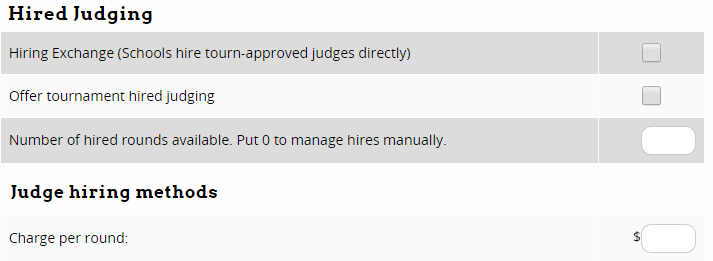 Hired Judging
Hiring Exchange (Schools hire tourn-approved judges directly)
Offer tournament hired judging
Number of hired rounds available. Put 0 to manage hires manually.
Judge hiring methods
Charge per round: $